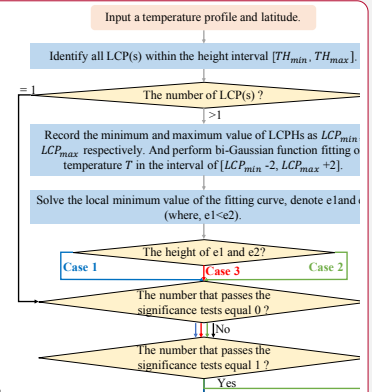 Input a temperature profile and latitude.
Identify all LCP(s) within the height interval [TH_min, TH_max].
= 1
The number of LCP(s) ?
>1
Record the minimum and maximum value of LCPHs as LCP_min
LCP_max respectively. And perform bi-Gaussian function fitting o
temperature T in the interval of [LCP_min -2, LCP_max +2].
Solve the local minimum value of the fitting curve, denote e1and
(where, e1<e2).
The height of e1 and e2?
Case 1
Case 3
Case 2
The number that passes the
significance tests equal 0 ?
No
The number that passes the
significance tests equal 1 ?
Yes